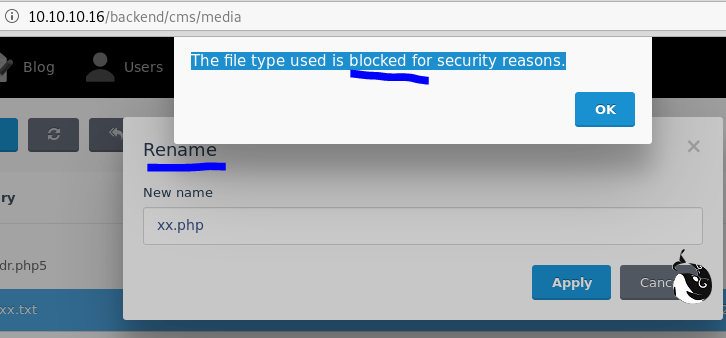 10.10.10.16/backend/cms/media
The file type used is blocked for security reasons.
Blog
Users
OK
Rename
New name
ry
xx.php
dr.php5
Apply
Canc
xx.txt